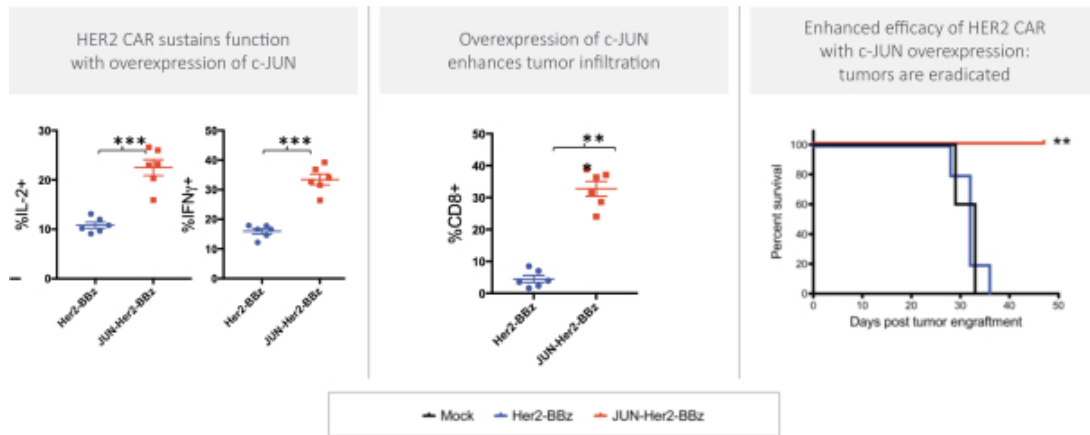 HER2 CAR sustains function
with overexpression of c-JUN
Overexpression of c-JUN
enhances tumor infiltration
Enhanced efficacy of HER2 CAR
with c-JUN overexpression:
tumors are eradicated
%IL-2+
30
20
10
0
***
Her2-BBz
JUN-Her2-BBz
%IFNγ+
50
40
30
20
10
0
***
Her2-BBz
JUN-Her2-BBz
%CD8+
50
40
30
20
10
0
**
*
Her2-BBz
JUN-Her2-BBz
Percent survival
100
80
60
40
20
0
**
0 10 20 30 40 50
Days post tumor engraftment
Mock Her2-BBz JUN-Her2-BBz